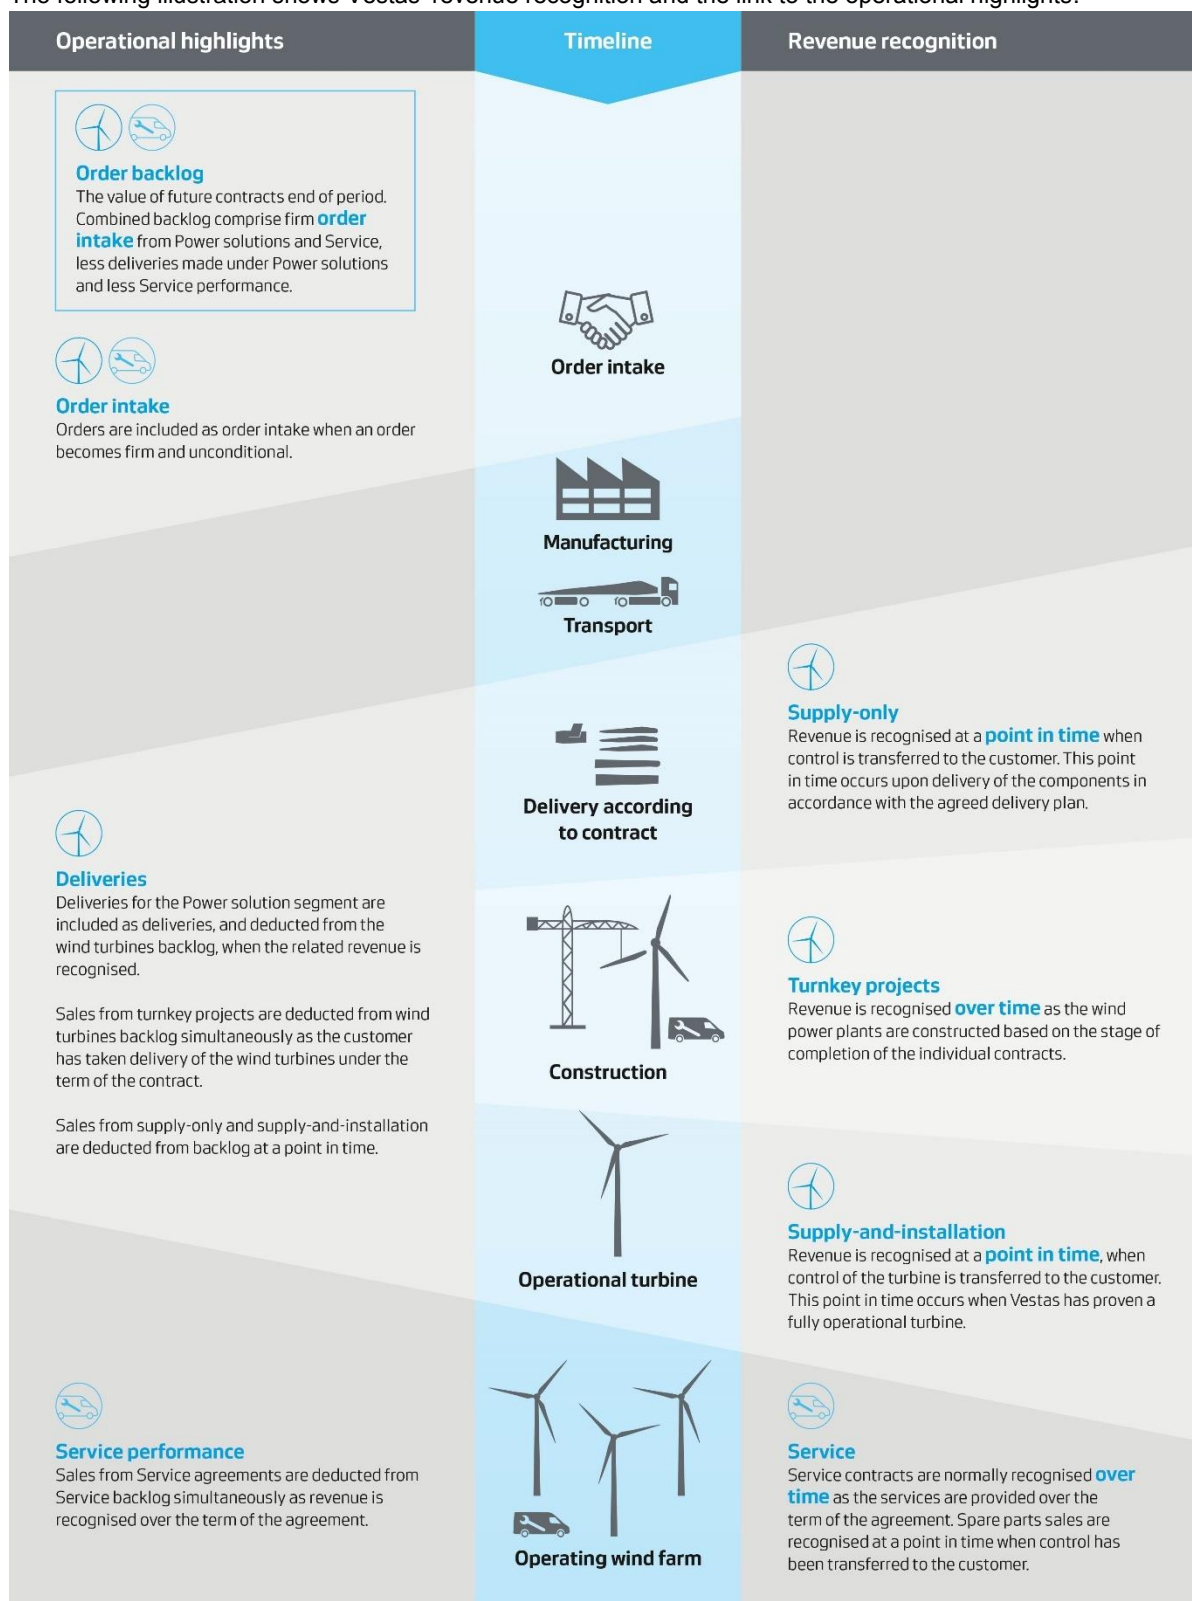 The following illustration shows Vestas' revenue recognition and the link to the operational highlights:
Operational highlights
Timeline
Revenue recognition
Order backlog
The value of future contracts end of period.
Combined backlog comprise firm order
intake from Power solutions and Service,
less deliveries made under Power solutions
and less Service performance.
Order intake
Order intake
Orders are included as order intake when an order
becomes firm and unconditional.
Manufacturing
Transport
Supply-only
Revenue is recognised at a point in time when
control is transferred to the customer. This point
in time occurs upon delivery of the components in
accordance with the agreed delivery plan.
Delivery according
to contract
Deliveries
Deliveries for the Power solution segment are
included as deliveries, and deducted from the
wind turbines backlog, when the related revenue is
recognised.
Sales from turnkey projects are deducted from wind
turbines backlog simultaneously as the customer
has taken delivery of the wind turbines under the
term of the contract.
Sales from supply-only and supply-and-installation
are deducted from backlog at a point in time.
Turnkey projects
Revenue is recognised over time as the wind
power plants are constructed based on the stage of
completion of the individual contracts.
Construction
Supply-and-installation
Revenue is recognised at a point in time, when
control of the turbine is transferred to the customer.
This point in time occurs when Vestas has proven a
fully operational turbine.
Operational turbine
Service performance
Sales from Service agreements are deducted from
Service backlog simultaneously as revenue is
recognised over the term of the agreement.
Operating wind farm
Service
Service contracts are normally recognised over
time as the services are provided over the
term of the agreement. Spare parts sales are
recognised at a point in time when control has
been transferred to the customer.